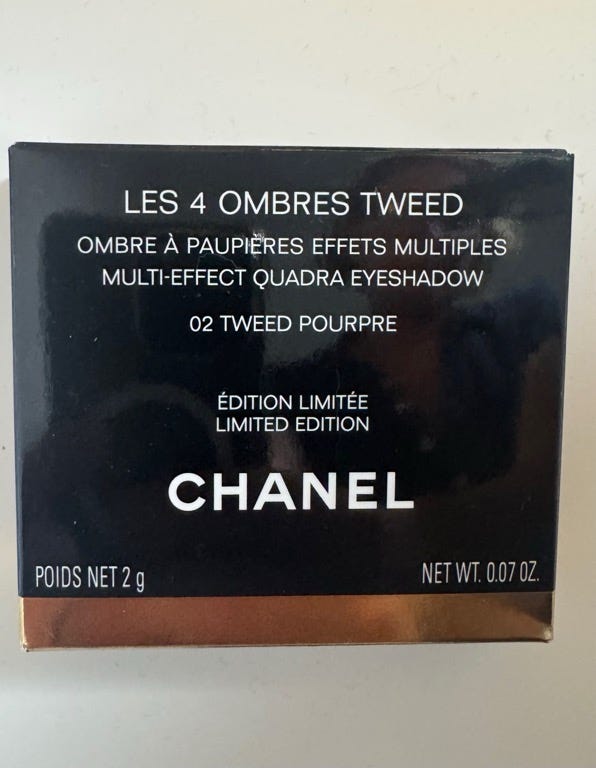 LES 4 OMBRES TWEED
OMBRE À PAUPIÈRES EFFETS MULTIPLES
MULTI-EFFECT QUADRA EYESHADOW
02 TWEED POURPRE
ÉDITION LIMITÉE
LIMITED EDITION
CHANEL
POIDS NET 2 g NET WT. 0.07 OZ.